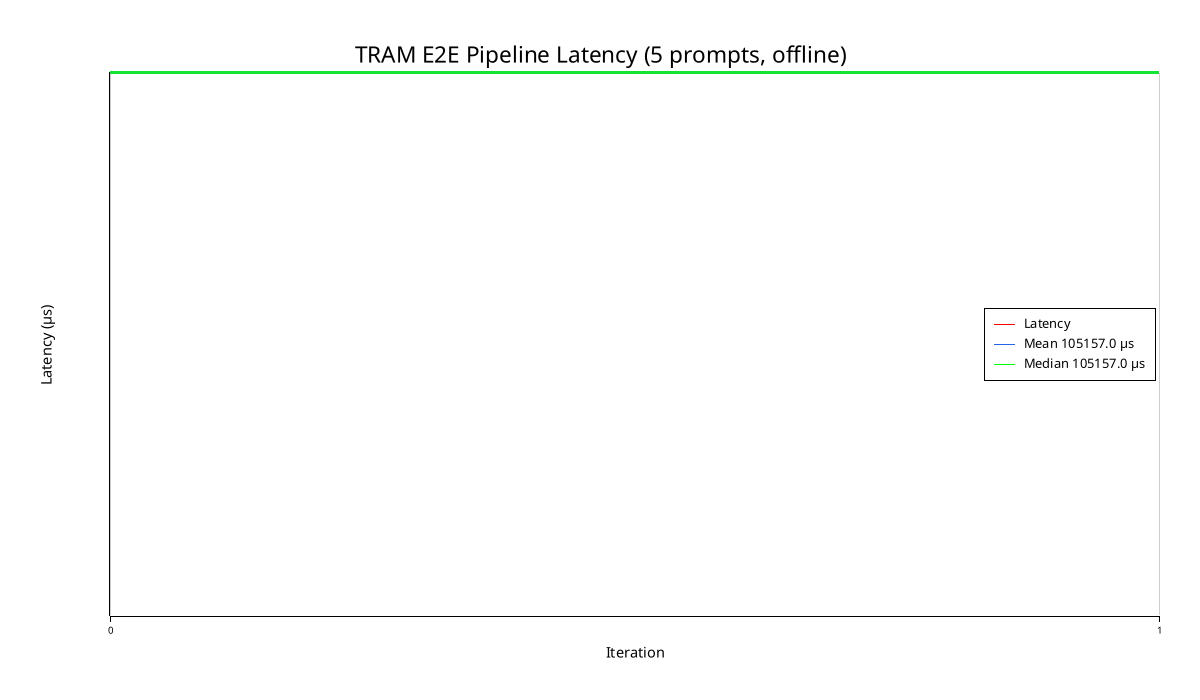 TRAM E2E Pipeline Latency (5 prompts, offline)
Latency (µs)
Latency
Mean 105157.0 µs
Median 105157.0 µs
0
1
Iteration